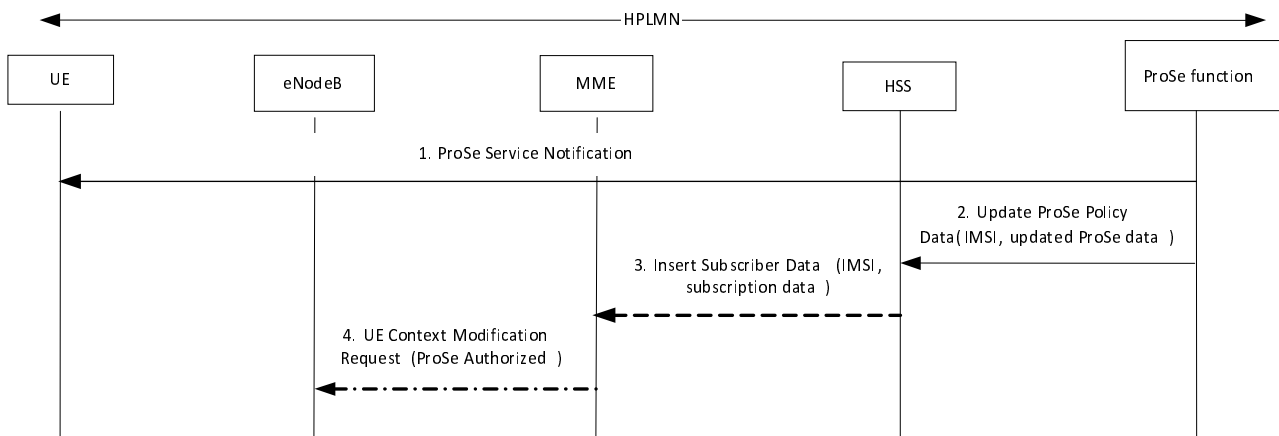 HPLMN
UE
eNodeB
MME
HSS
ProSe function
1. ProSe Service Notification
2. Update ProSe Policy
Data(IMSI, updated ProSe data )
3. Insert Subscriber Data (IMSI,
subscription data )
4. UE Context Modification
Request (ProSe Authorized )